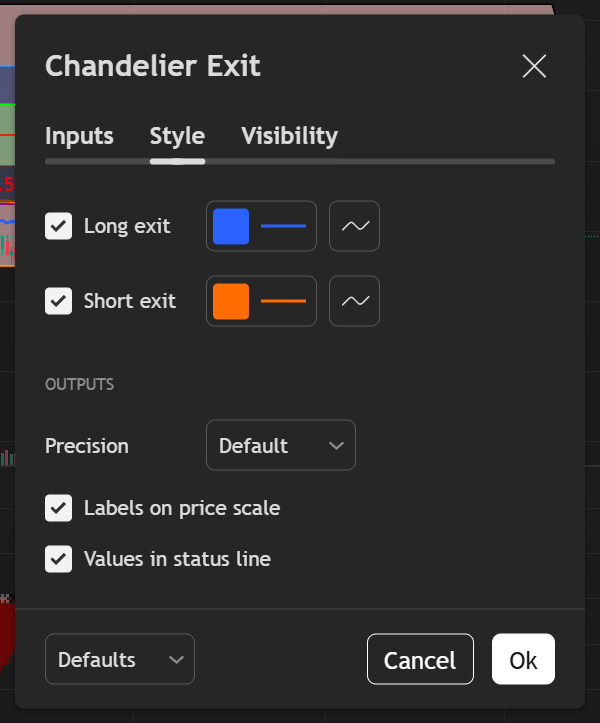 Chandelier Exit
Inputs Style Visibility
Long exit
Short exit
OUTPUTS
Precision Default
Labels on price scale
Values in status line
Defaults Cancel Ok
.5